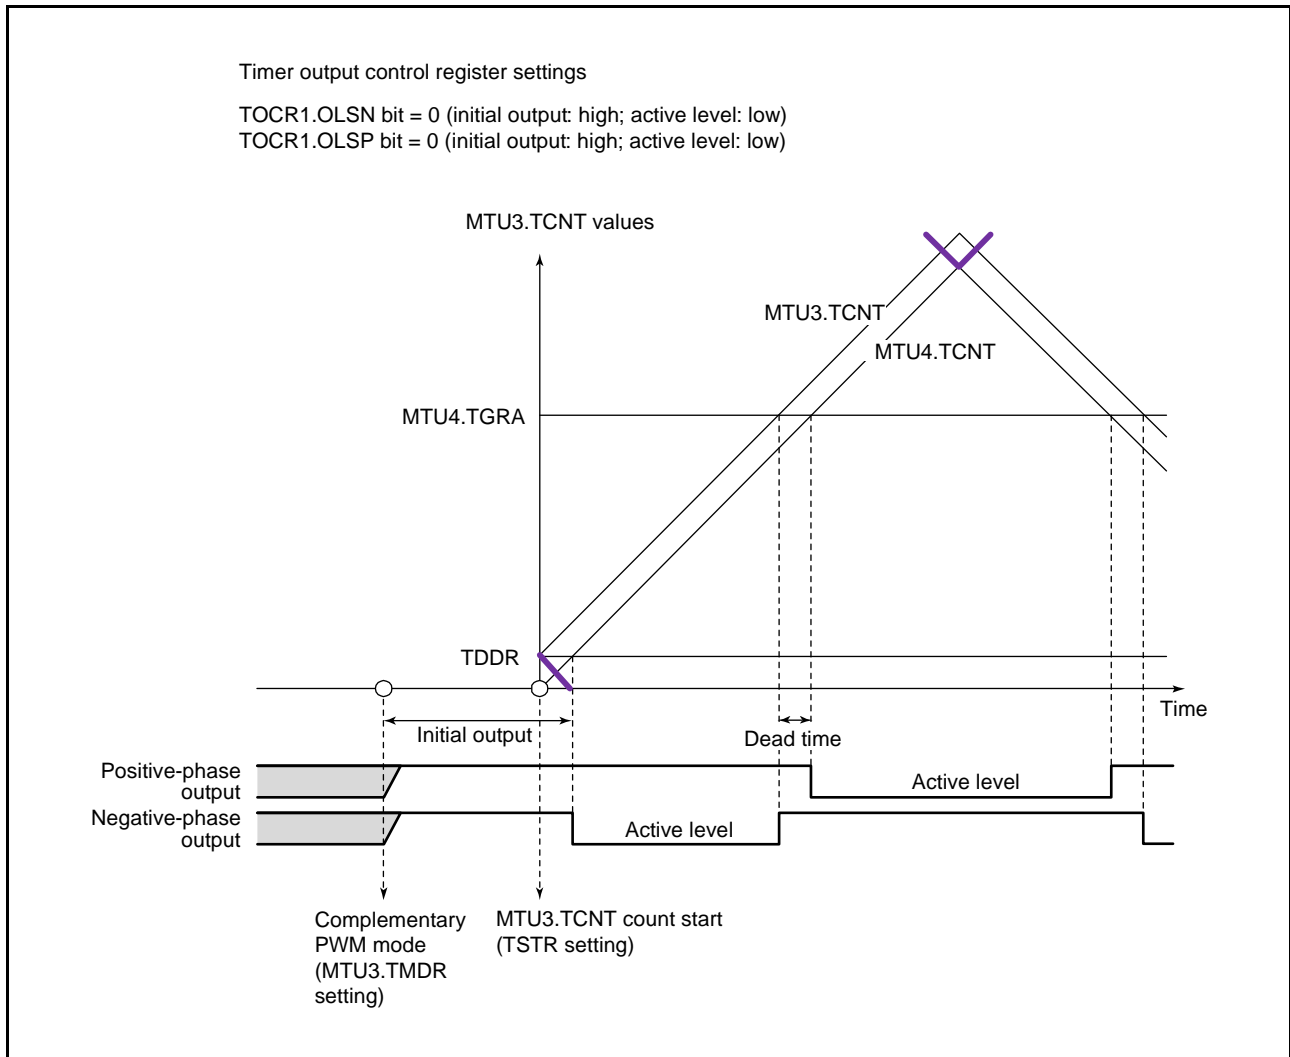 Timer output control register settings
TOCR1.OLSN bit = 0 (initial output: high; active level: low)
TOCR1.OLSP bit = 0 (initial output: high; active level: low)
MTU3.TCNT values
MTU3.TCNT
MTU4.TCNT
MTU4.TGRA
TDDR
Time
Initial output
Dead time
Positive-phase
output
Active level
Negative-phase
output
Active level
Complementary
PWM mode
(MTU3.TMDR
setting)
MTU3.TCNT count start
(TSTR setting)